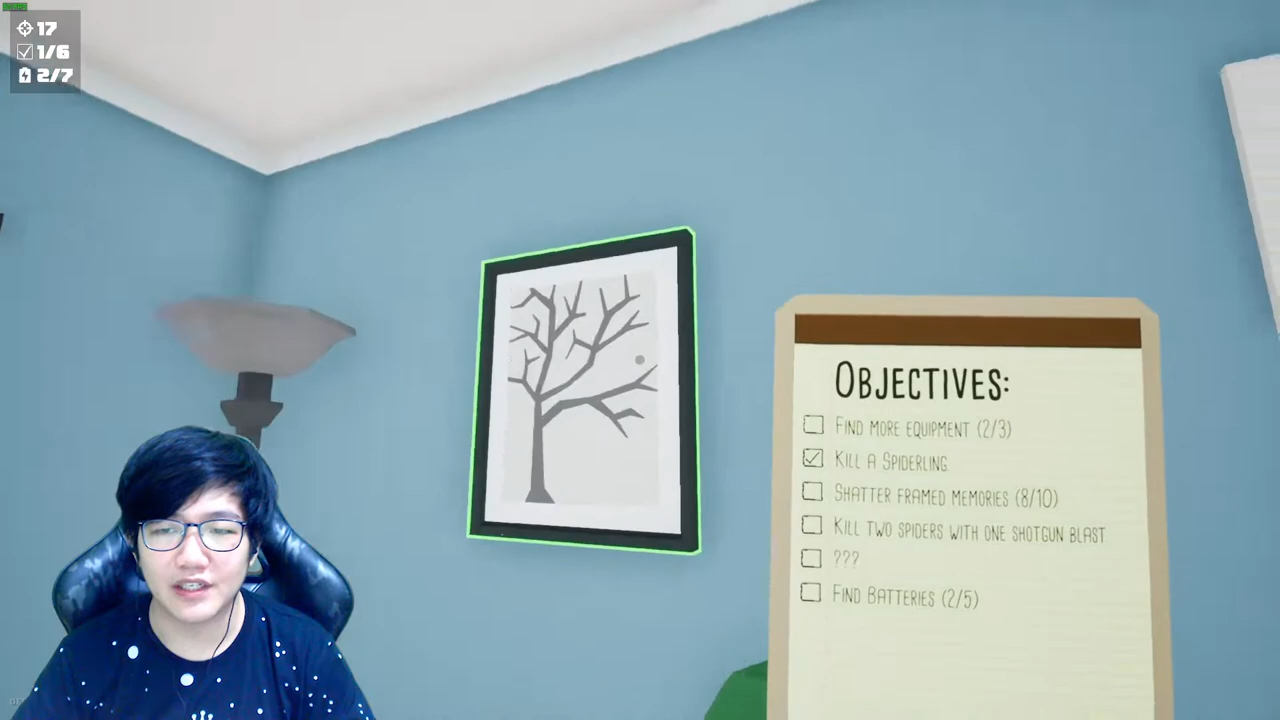 17
1/6
2/7
OBJECTIVES:
FIND MORE EQUIPMENT (2/3)
KILL A SPIDERLING
SHATTER FRAMED MEMORIES (8/10)
KILL TWO SPIDERS WITH ONE SHOTGUN BLAST
???
FIND BATTERIES (2/5)